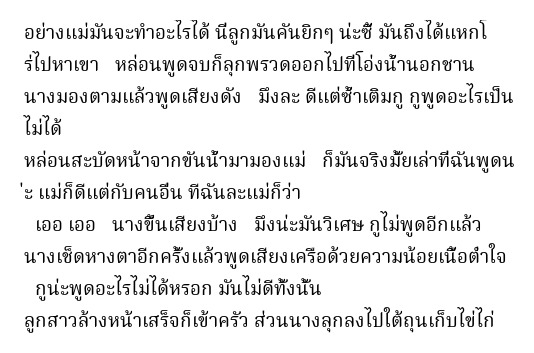 อย่างแม่มันจะทำอะไรได้ นีลูกมันคันยิกๆ น่ะซี มันถึงได้แหกโ
ร่ไปหาเขา   หล่อนพูดจบก็ลุกพรวดออกไปที่โอ่งน้ำนอกชาน
นางมองตามแล้วพูดเสียงดัง   มึงละ ดีแต่ซ้ำเติมกู กูพูดอะไรเป็น
ไม่ได้
หล่อนสะบัดหน้าจากขันน้ำมามองแม่   ก็มันจริงมั้ยเล่าที่ฉันพูดน
่ะ แม่ก็ดีแต่กับคนอื่น ทีฉันละแม่ก็ว่า
เออ เออ   นางขึ้นเสียงบ้าง   มึงน่ะมันวิเศษ กูไม่พูดอีกแล้ว
นางเช็ดหางตาอีกครั้งแล้วพูดเสียงเครือด้วยความน้อยเนื้อต่ำใจ
กูน่ะพูดอะไรไม่ได้หรอก มันไม่ดีทั้งนั้น
ลูกสาวล้างหน้าเสร็จก็เข้าครัว ส่วนนางลุกลงไปใต้ถุนเก็บไข่ไก่